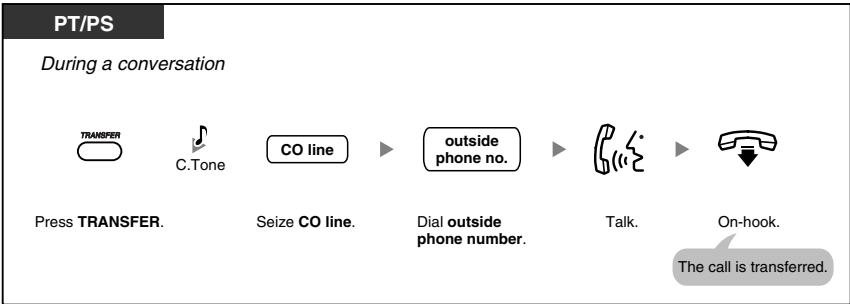 PT/PS
During a conversation
TRANSFER
C.Tone
CO line
outside
phone no.
Press TRANSFER.
Seize CO line.
Dial outside
phone number.
Talk.
On-hook.
The call is transferred.